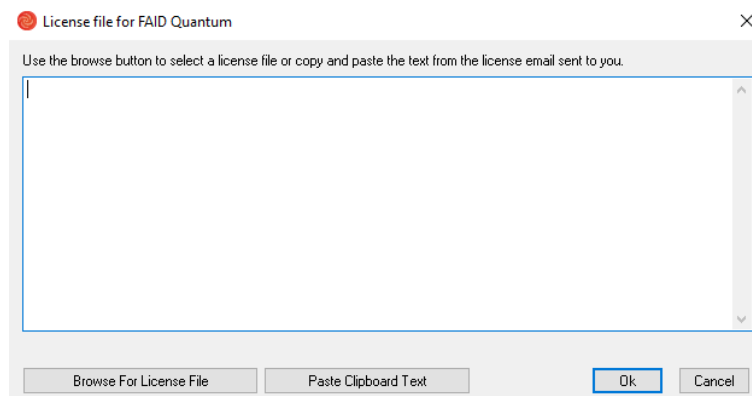 License file for FAID Quantum
Use the browse button to select a license file or copy and paste the text from the license email sent to you.
Browse For License File
Paste Clipboard Text
Ok
Cancel